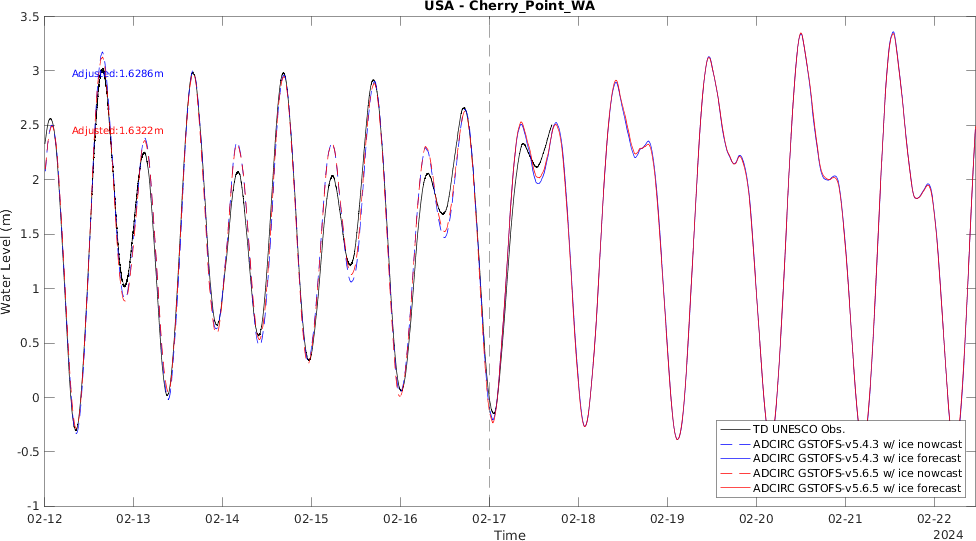 USA - Cherry_Point_WA
3.5
3
2.5
2
1.5
1
0.5
0
-0.5
-1
Water Level (m)
Adjusted:1.6286m
Adjusted:1.6322m
TD UNESCO Obs.
ADCIRC GSTOFS-v5.4.3 w/ ice nowcast
ADCIRC GSTOFS-v5.4.3 w/ ice forecast
ADCIRC GSTOFS-v5.6.5 w/ ice nowcast
ADCIRC GSTOFS-v5.6.5 w/ ice forecast
02-12 02-13 02-14 02-15 02-16 02-17 02-18 02-19 02-20 02-21 02-22
Time
2024